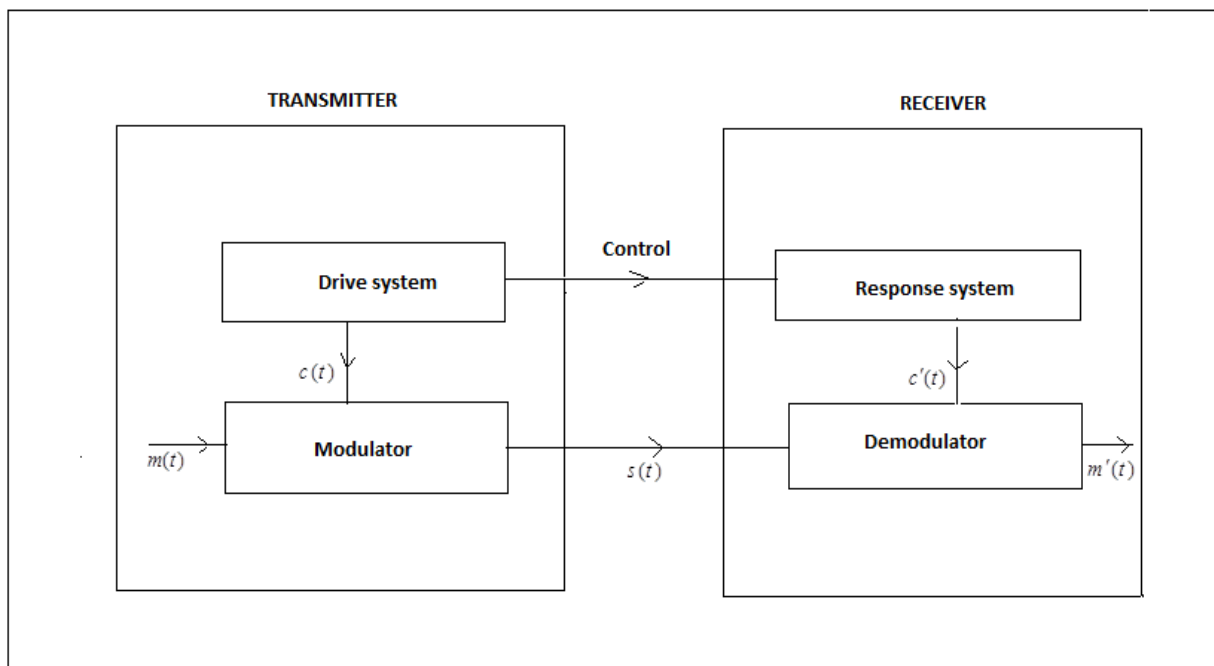 TRANSMITTER
RECEIVER
Control
Drive system
Response system
c(t)
c′(t)
Modulator
Demodulator
m(t)
s(t)
m′(t)